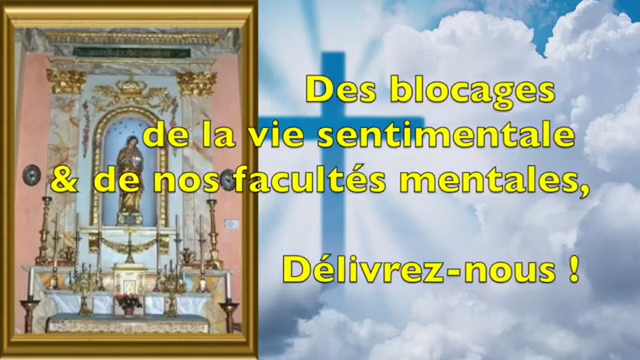 Des blocages
de la vie sentimentale
& de nos facultés mentales,
Délivrez-nous !